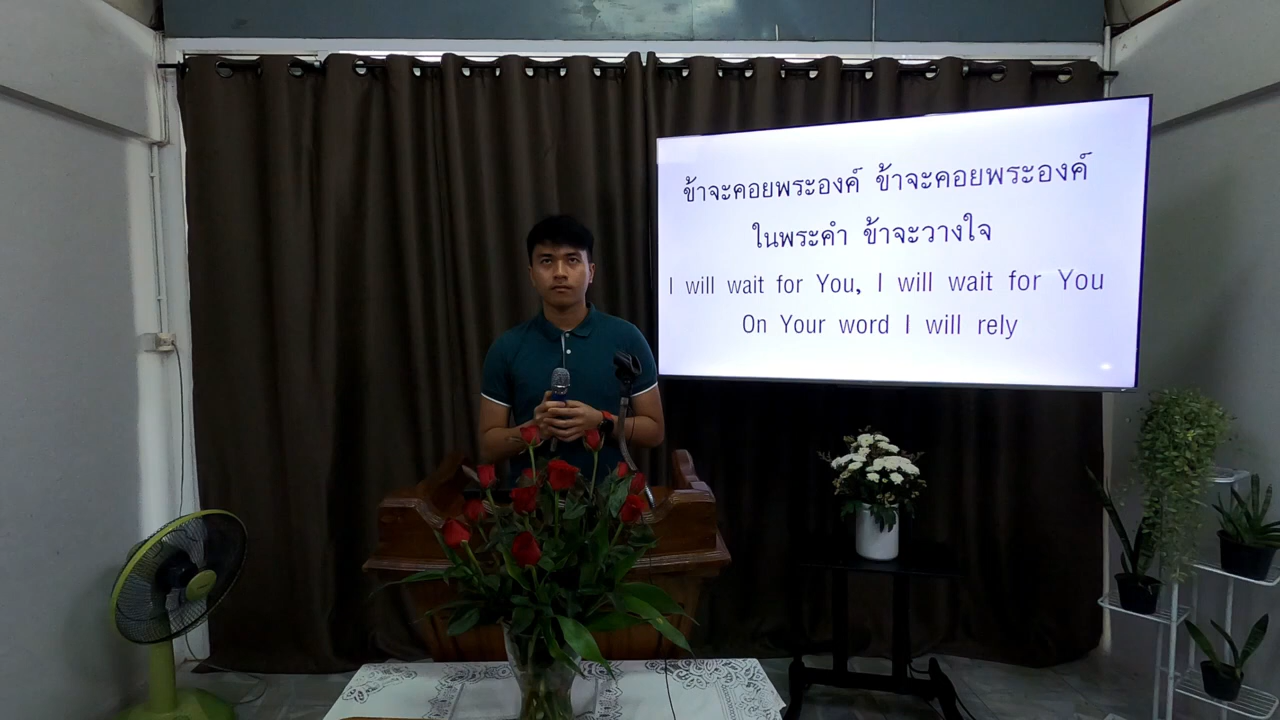 ข้าจะคอยพระองค์ ข้าจะคอยพระองค์
ในพระคำ ข้าจะวางใจ
I will wait for You, I will wait for You
On Your word I will rely